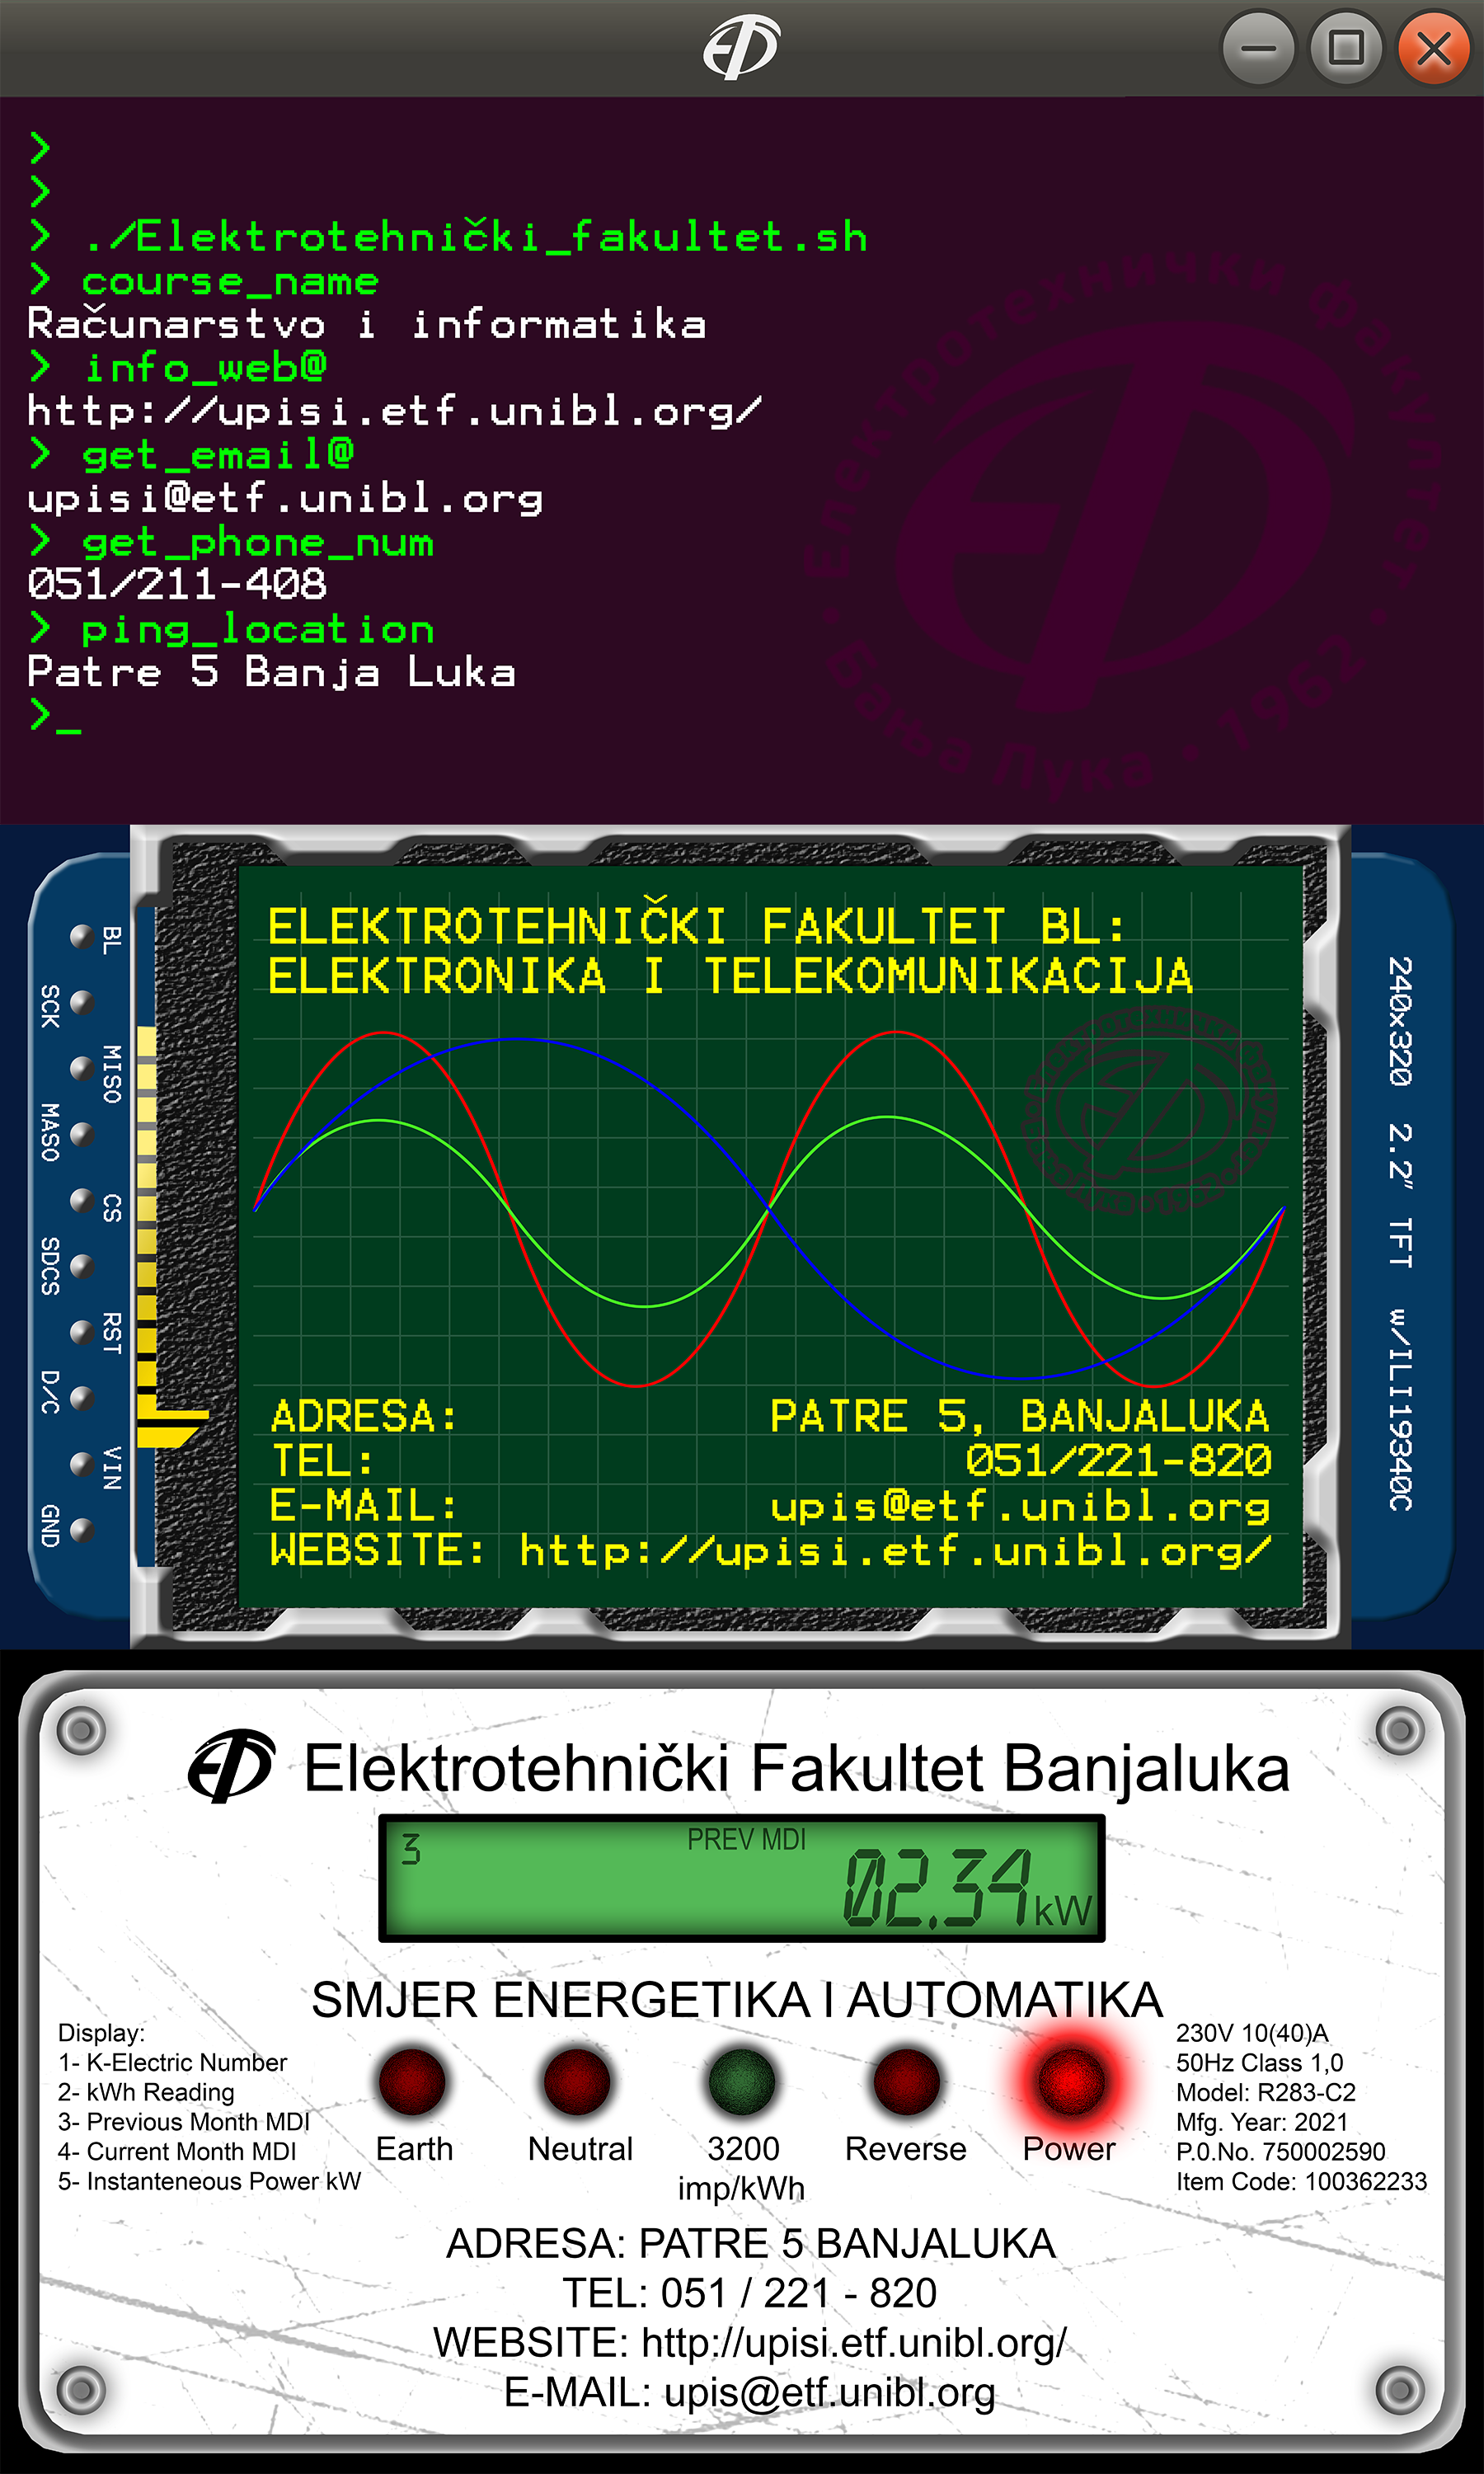 >
>
> ./Elektrotehnički_fakultet.sh
> course_name
Računarstvo i informatika
> info_web@
http://upisi.etf.unibl.org/
> get_email@
upisi@etf.unibl.org
> get_phone_num
051/211-408
> ping_location
Patre 5 Banja Luka
>_
Електротехнички факултет • Бања Лука • 1962 •
BL
SCK
MISO
MASO
CS
SDCS
RST
D/C
VIN
GND
ELEKTROTEHNIČKI FAKULTET BL:
ELEKTRONIKA I TELEKOMUNIKACIJA
ADRESA: PATRE 5, BANJALUKA
TEL: 051/221-820
E-MAIL: upis@etf.unibl.org
WEBSITE: http://upisi.etf.unibl.org/
240x320 2.2" TFT w/ILI19340C
Elektrotehnički Fakultet Banjaluka
3
PREV MDI
02.34 kW
SMJER ENERGETIKA I AUTOMATIKA
Display:
1- K-Electric Number
2- kWh Reading
3- Previous Month MDI
4- Current Month MDI
5- Instanteneous Power kW
Earth
Neutral
3200
imp/kWh
Reverse
Power
230V 10(40)A
50Hz Class 1,0
Model: R283-C2
Mfg. Year: 2021
P.0.No. 750002590
Item Code: 100362233
ADRESA: PATRE 5 BANJALUKA
TEL: 051 / 221 - 820
WEBSITE: http://upisi.etf.unibl.org/
E-MAIL: upis@etf.unibl.org